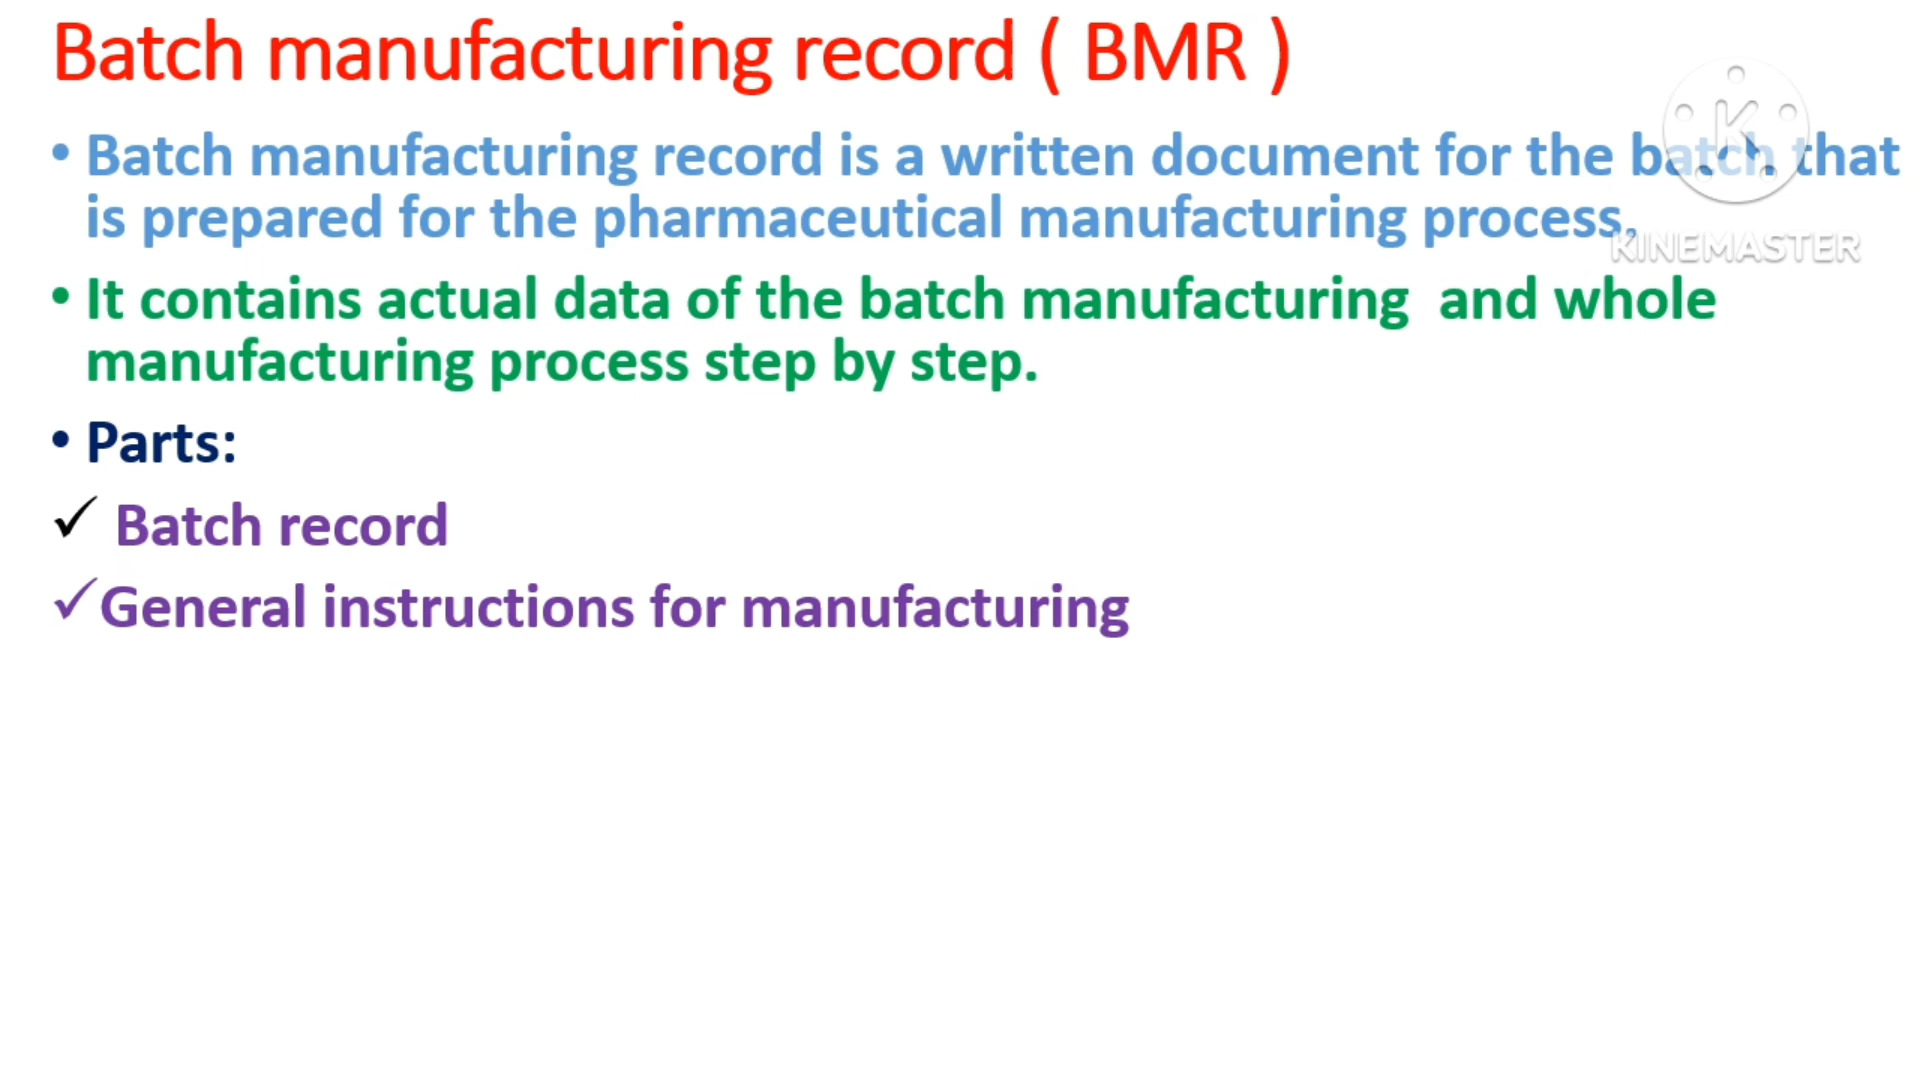 Batch manufacturing record ( BMR )
• Batch manufacturing record is a written document for the batch that
is prepared for the pharmaceutical manufacturing process.
K
KINEMASTER
• It contains actual data of the batch manufacturing  and whole
manufacturing process step by step.
• Parts:
✓ Batch record
✓General instructions for manufacturing